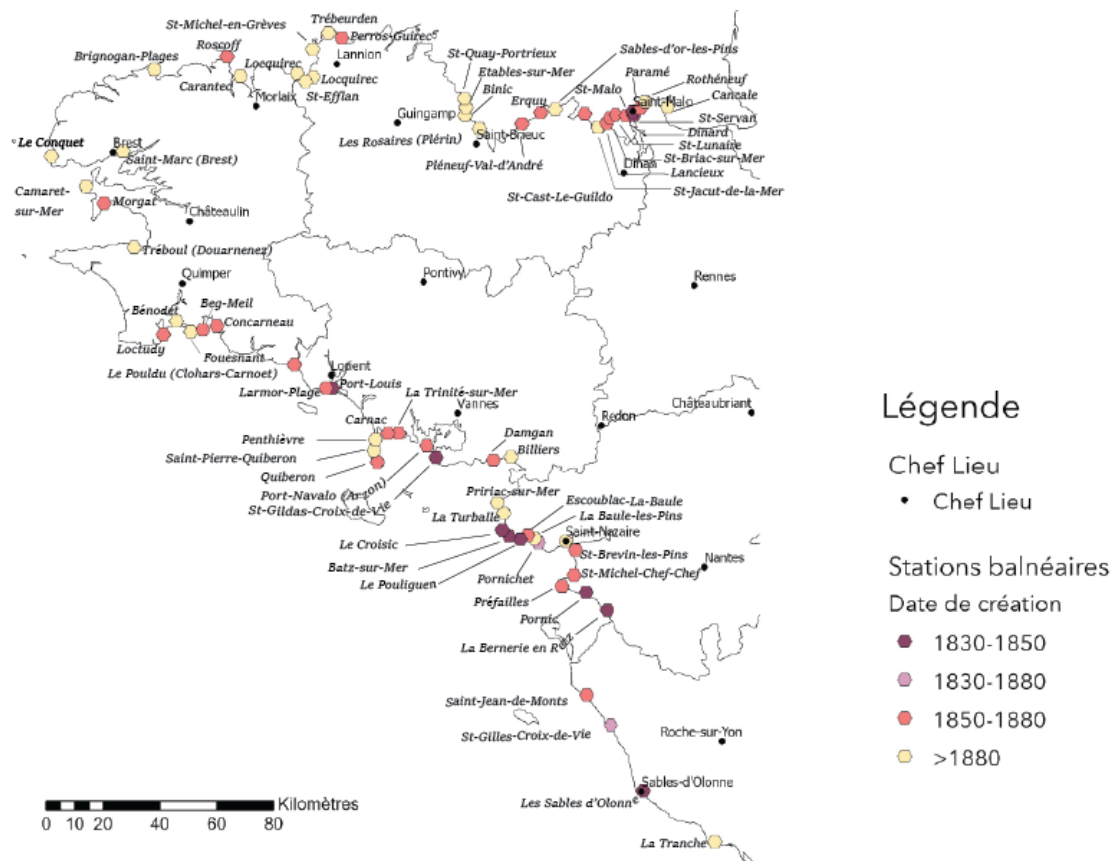 Trébeurden
St-Michel-en-Grèves
Perros-Guirec
Roscoff
Lannion
Brignogan-Plages
Locquirec
Carantec
Locquirec
Morlaix
St-Efflan
St-Quay-Portrieux
Etables-sur-Mer
Binic
Guingamp
Les Rosaires (Plérin)
Saint-Brieuc
Erquy
Pléneuf-Val-d'André
Sables-d'or-les-Pins
Paramé
Rothéneuf
St-Malo
Saint-Malo
Cancale
St-Servan
Dinard
St-Lunaire
St-Briac-sur-Mer
Dinan
Lancieux
St-Jacut-de-la-Mer
St-Cast-Le-Guildo
Le Conquet
Brest
Saint-Marc (Brest)
Camaret-
sur-Mer
Morgat
Châteaulin
Tréboul (Douarnenez)
Quimper
Pontivy
Rennes
Bénodet
Beg-Meil
Concarneau
Loctudy
Fouesnant
Le Pouldu (Clohars-Carnoet)
Lorient
Larmor-Plage
Port-Louis
La Trinité-sur-Mer
Vannes
Châteaubriant
Redon
Carnac
Penthièvre
Saint-Pierre-Quiberon
Quiberon
Port-Navalo (Arzon)
St-Gildas-Croix-de-Vie
Damgan
Billiers
Piriac-sur-Mer
La Turballe
Escoublac-La-Baule
La Baule-les-Pins
Saint-Nazaire
Le Croisic
Batz-sur-Mer
Le Pouliguen
Pornichet
St-Brevin-les-Pins
St-Michel-Chef-Chef
Nantes
Préfailles
Pornic
La Bernerie en Retz
Saint-Jean-de-Monts
St-Gilles-Croix-de-Vie
Roche-sur-Yon
Sables-d'Olonne
Les Sables d'Olonne
La Tranche
Kilomètres
0 10 20 40 60 80
Légende
Chef Lieu
Chef Lieu
Stations balnéaires
Date de création
1830-1850
1830-1880
1850-1880
>1880